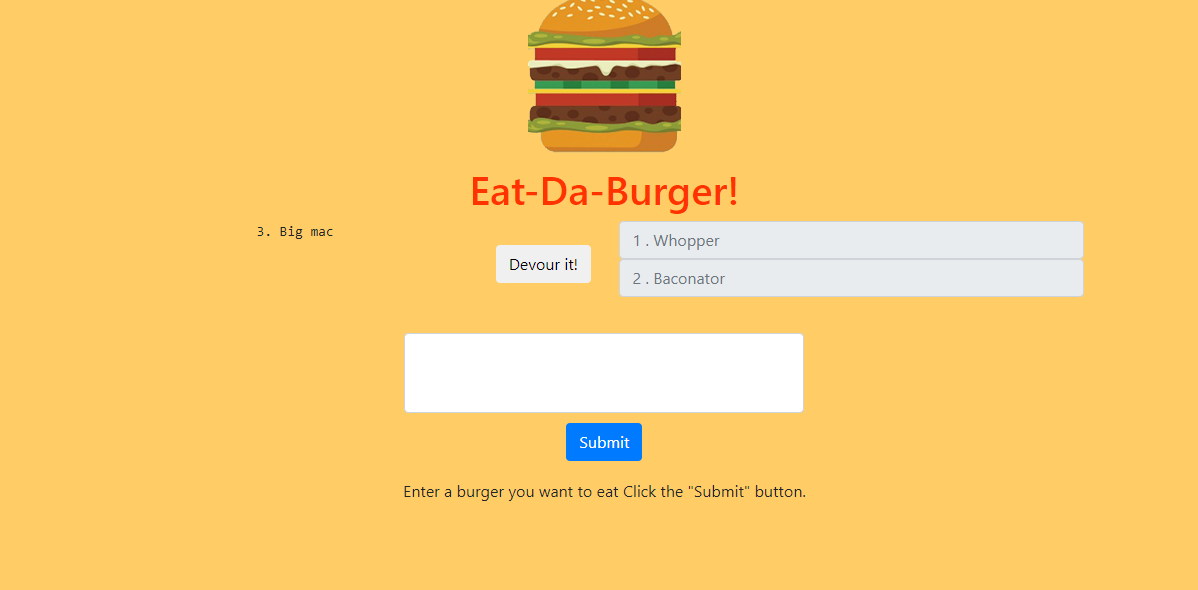 Eat-Da-Burger!
3. Big mac
Devour it!
1 . Whopper
2 . Baconator
Submit
Enter a burger you want to eat Click the "Submit" button.